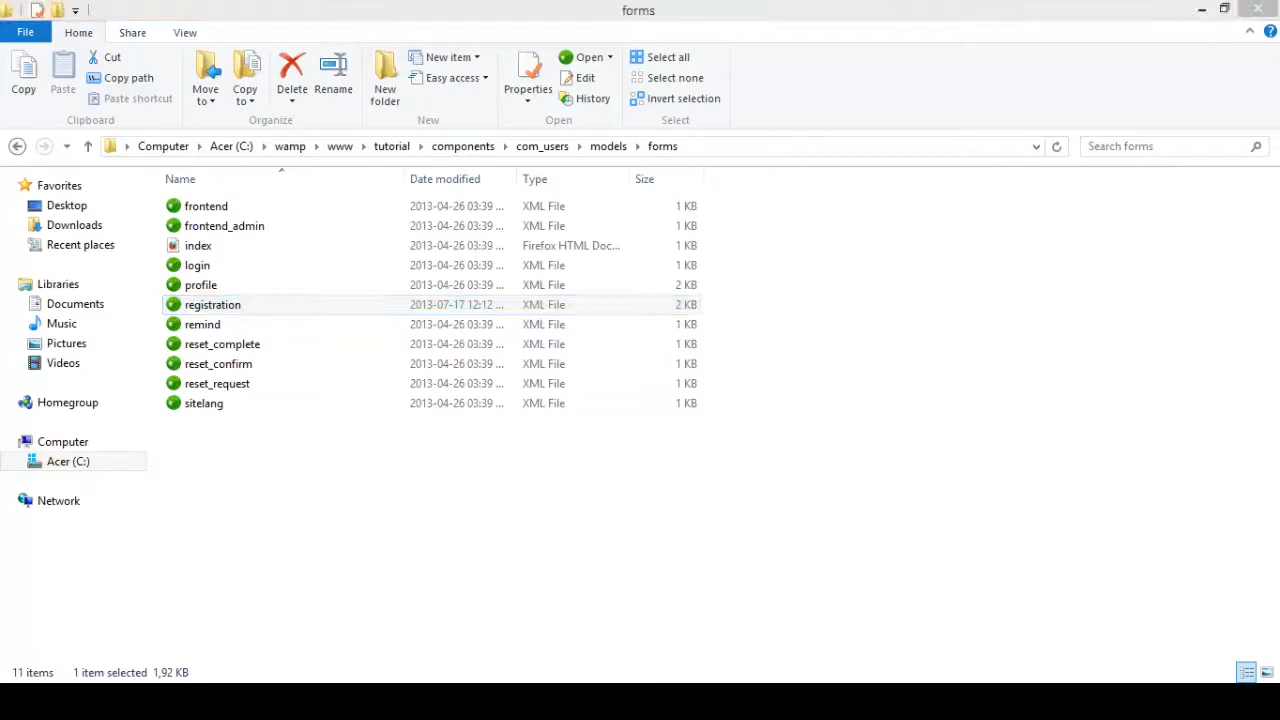 forms
File Home Share View
Copy
Paste
Cut
Copy path
Paste shortcut
Clipboard
Move to
Copy to
Delete
Rename
Organize
New folder
New item
Easy access
New
Properties
Open
Edit
History
Open
Select all
Select none
Invert selection
Select
Computer Acer (C:) wamp www tutorial components com_users models forms
Search forms
Name Date modified Type Size
Favorites
Desktop
Downloads
Recent places
Libraries
Documents
Music
Pictures
Videos
Homegroup
Computer
Acer (C:)
Network
frontend 2013-04-26 03:39 ... XML File 1 KB
frontend_admin 2013-04-26 03:39 ... XML File 1 KB
index 2013-04-26 03:39 ... Firefox HTML Doc... 1 KB
login 2013-04-26 03:39 ... XML File 1 KB
profile 2013-04-26 03:39 ... XML File 2 KB
registration 2013-07-17 12:12 ... XML File 2 KB
remind 2013-04-26 03:39 ... XML File 1 KB
reset_complete 2013-04-26 03:39 ... XML File 1 KB
reset_confirm 2013-04-26 03:39 ... XML File 1 KB
reset_request 2013-04-26 03:39 ... XML File 1 KB
sitelang 2013-04-26 03:39 ... XML File 1 KB
11 items 1 item selected 1,92 KB